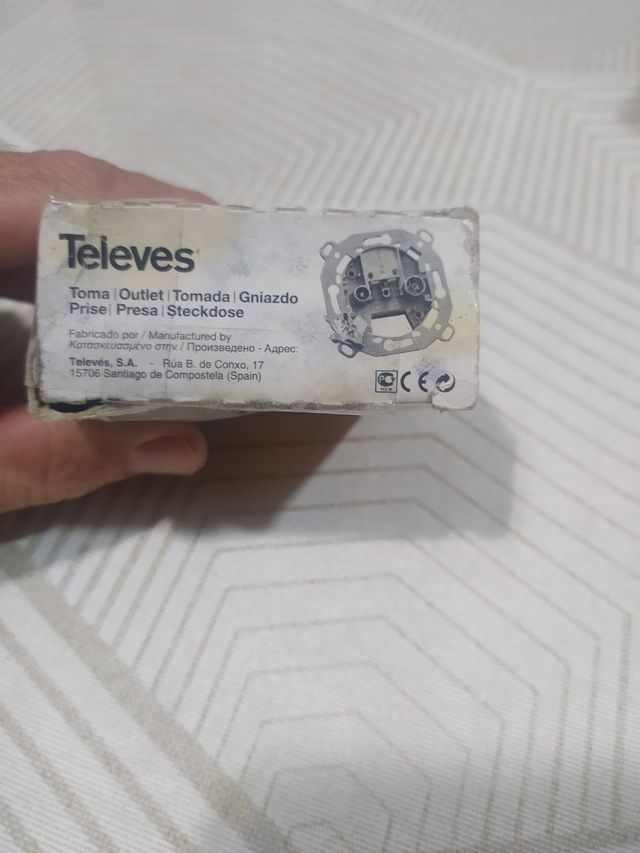 Televes®
Toma | Outlet | Tomada | Gniazdo
Prise | Presa | Steckdose
Fabricado por / Manufactured by
Κατασκευασμένο στην / Произведено - Адрес:
Televés, S.A. - Rúa B. de Conxo, 17
15706 Santiago de Compostela (Spain)
CE